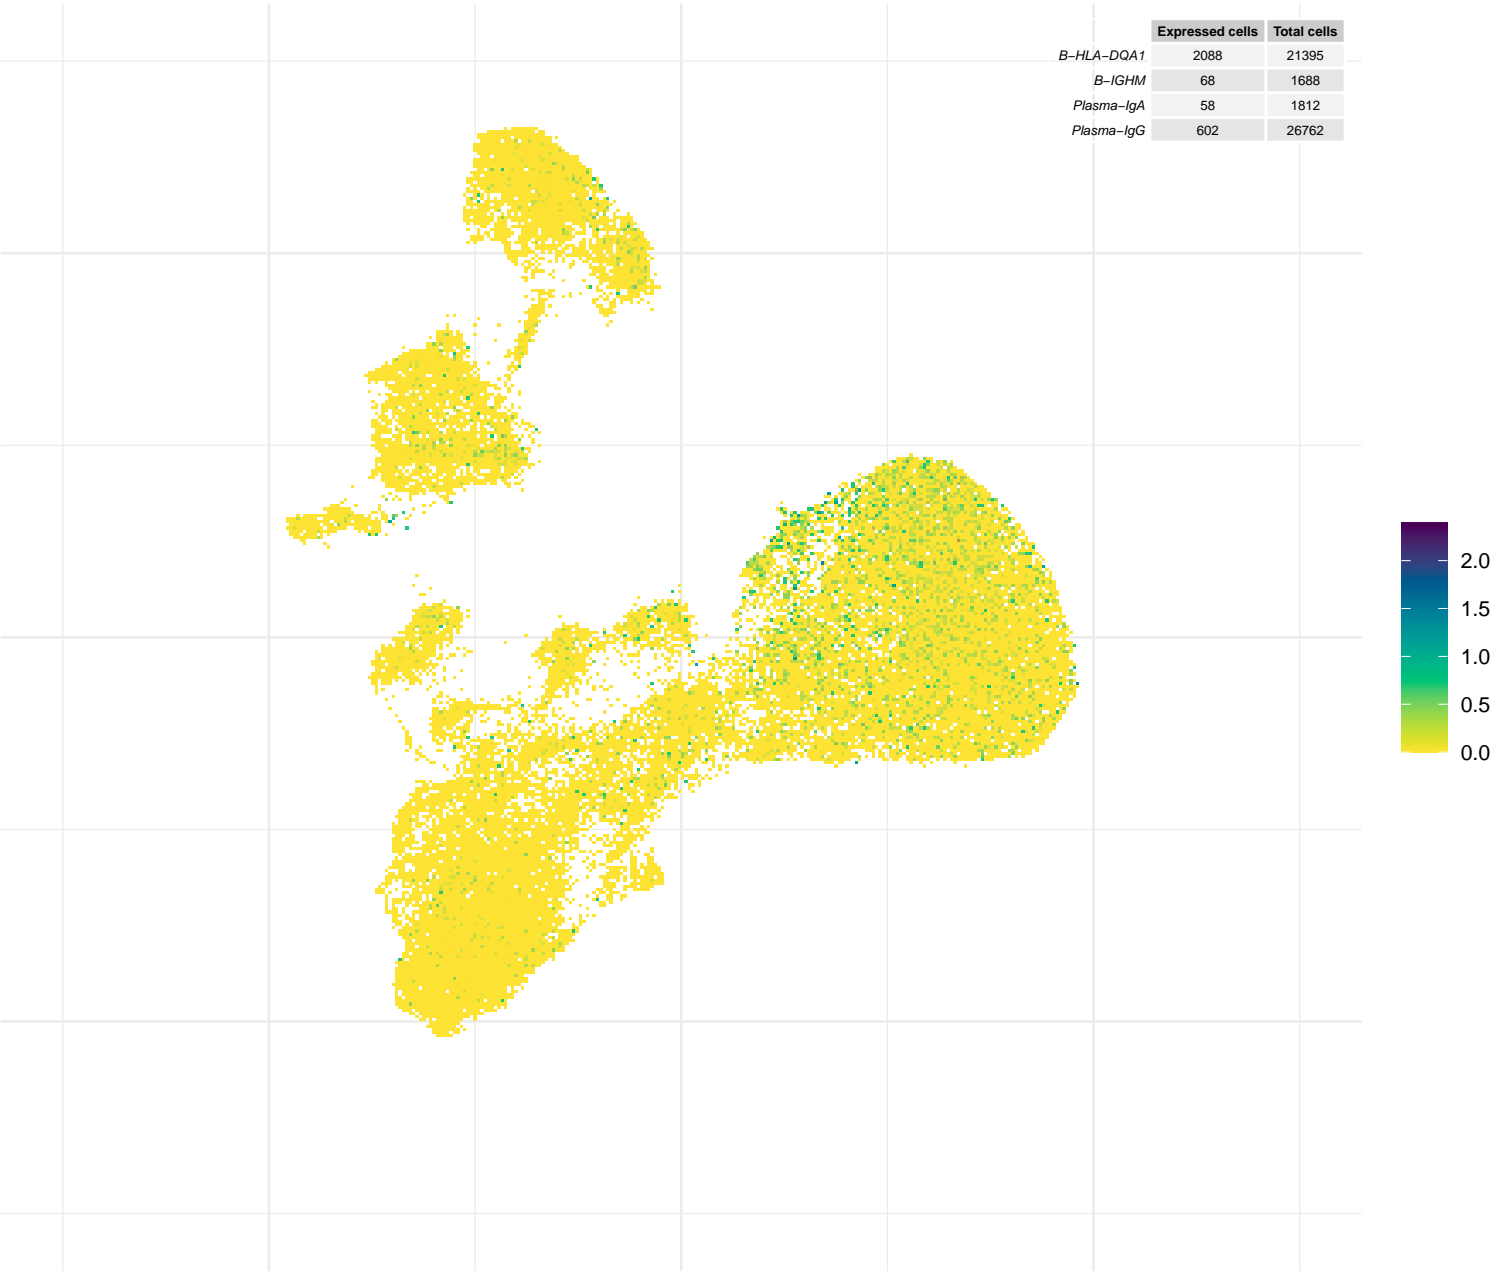 Expressed cells Total cells
B−HLA−DQA1 2088 21395
B−IGHM 68 1688
Plasma−IgA 58 1812
Plasma−IgG 602 26762
2.0
1.5
1.0
0.5
0.0